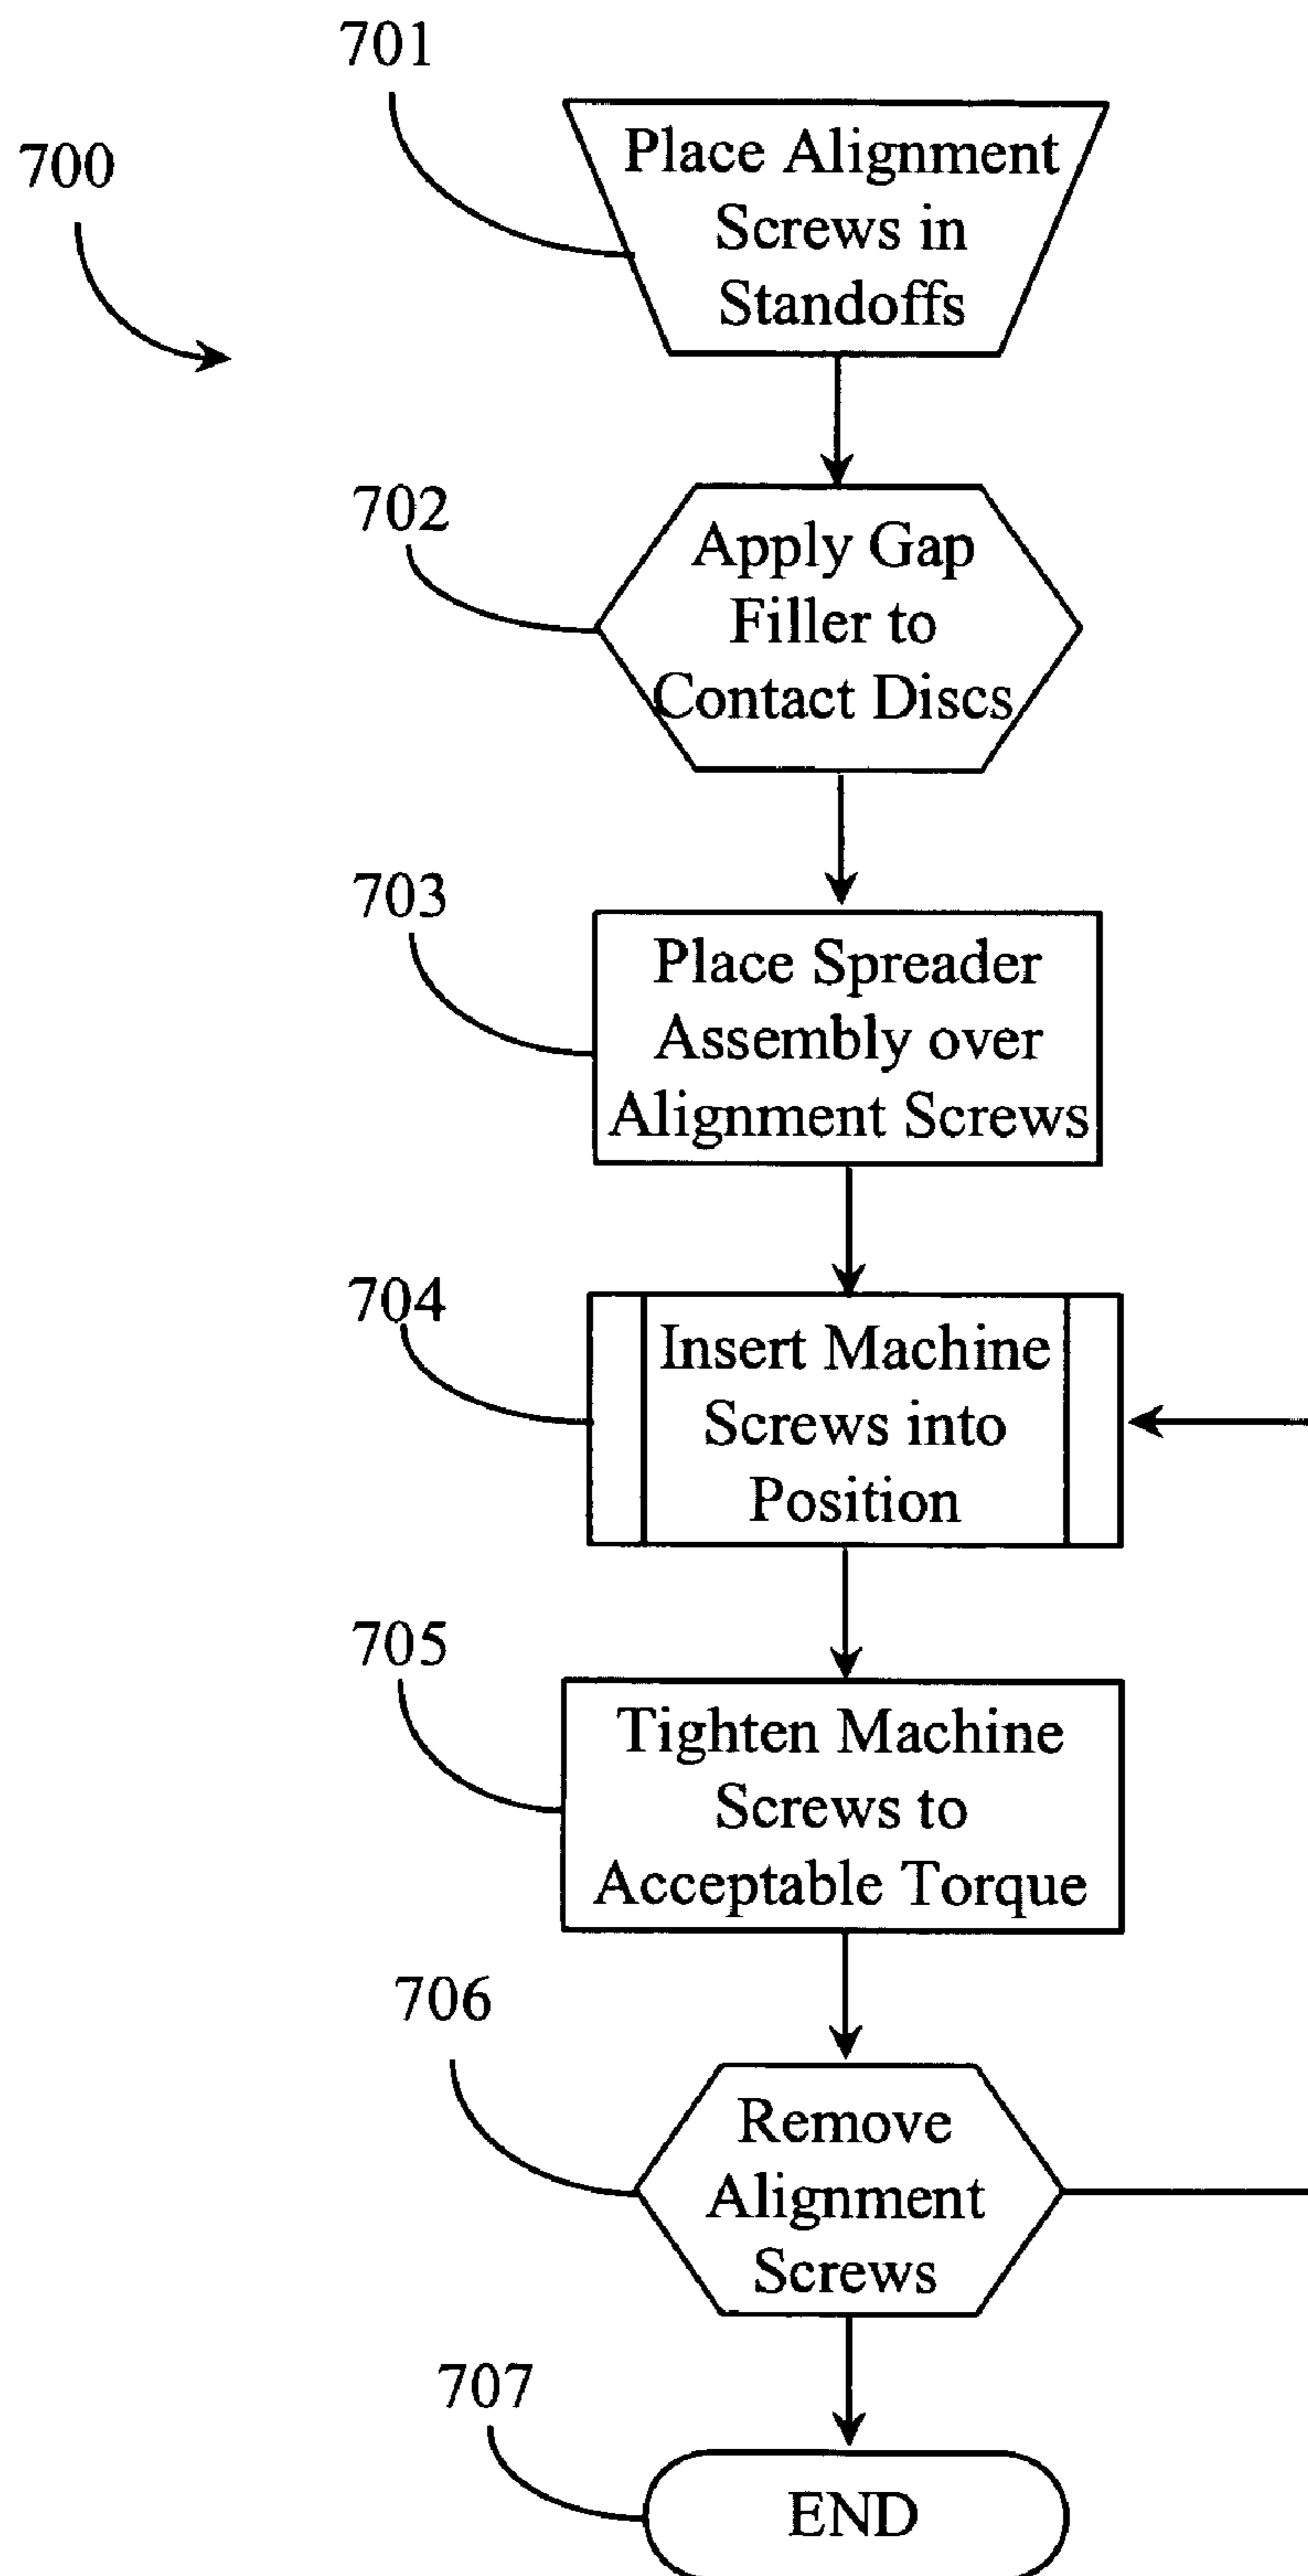 701
700
Place Alignment
Screws in
Standoffs
702
Apply Gap
Filler to
Contact Discs
703
Place Spreader
Assembly over
Alignment Screws
704
Insert Machine
Screws into
Position
705
Tighten Machine
Screws to
Acceptable Torque
706
Remove
Alignment
Screws
707
END